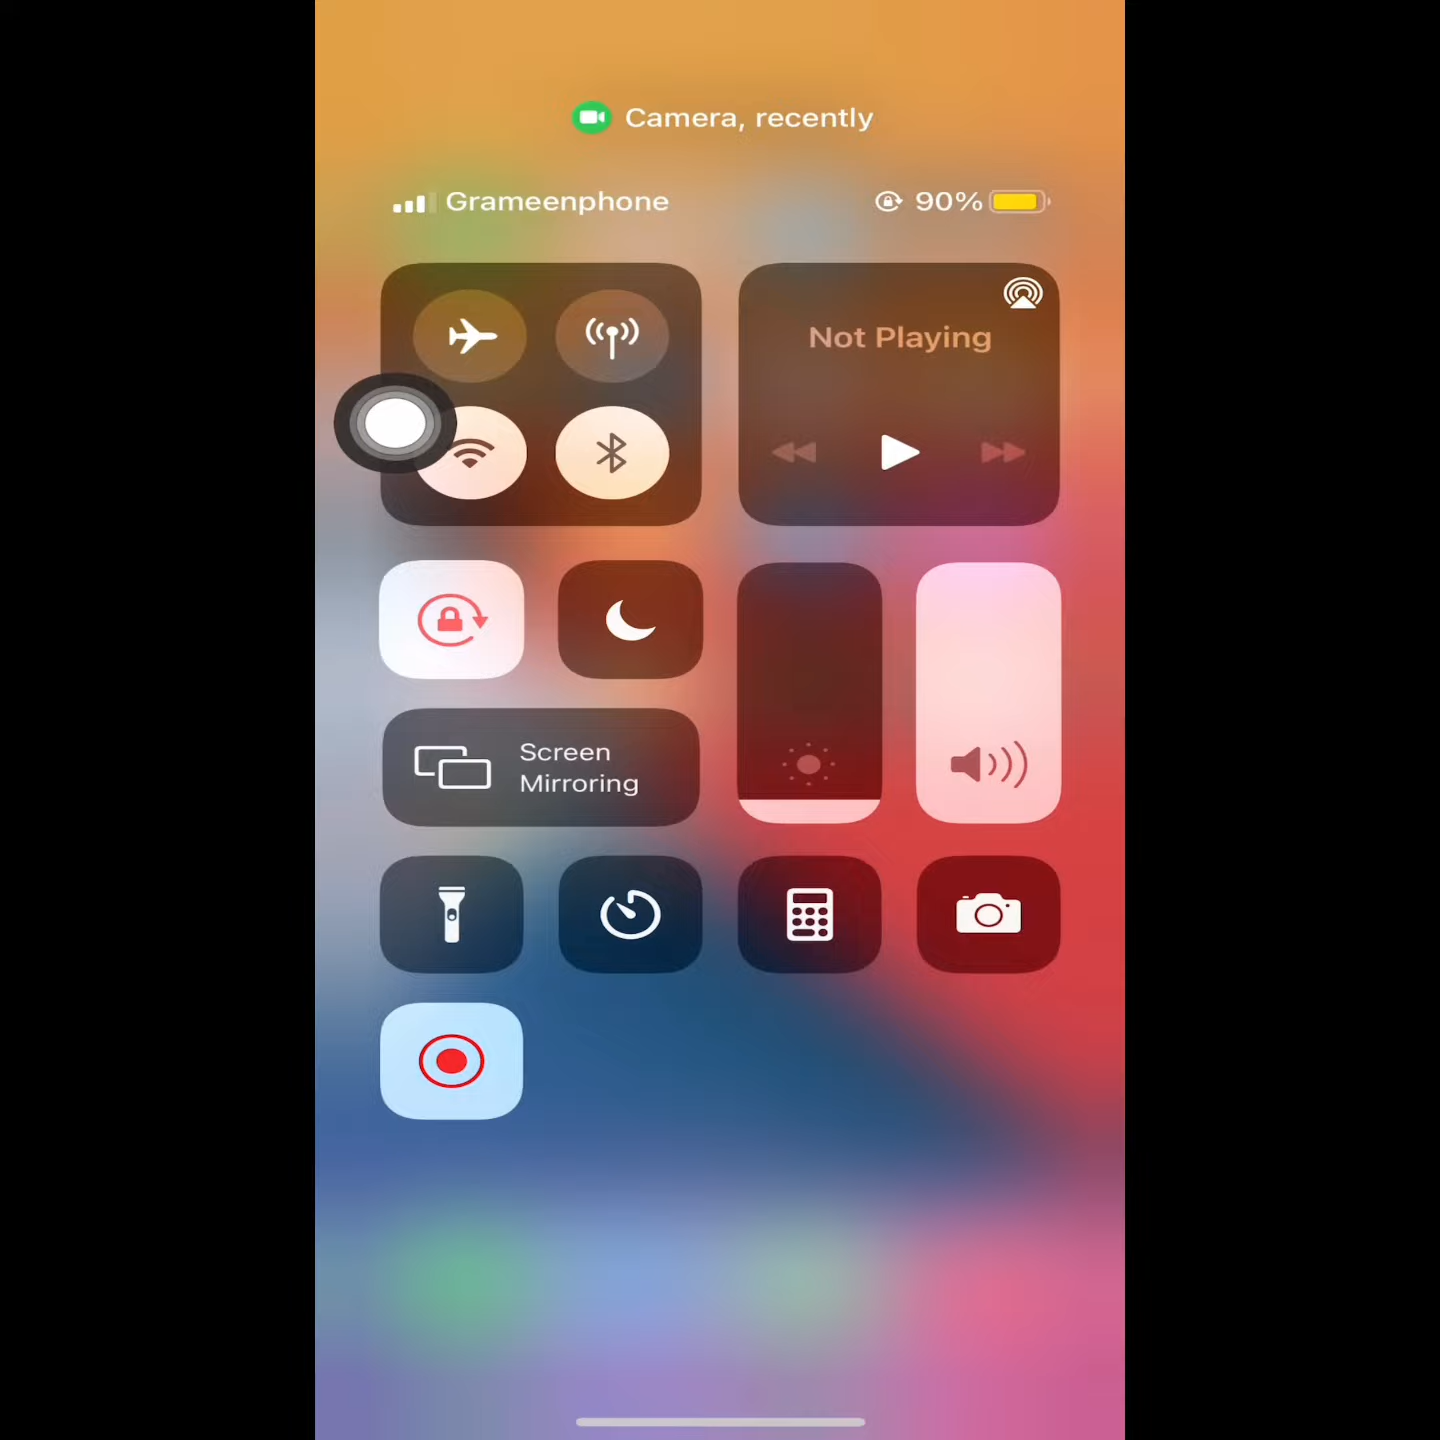 Camera, recently
Grameenphone 90%
Not Playing
Screen
Mirroring